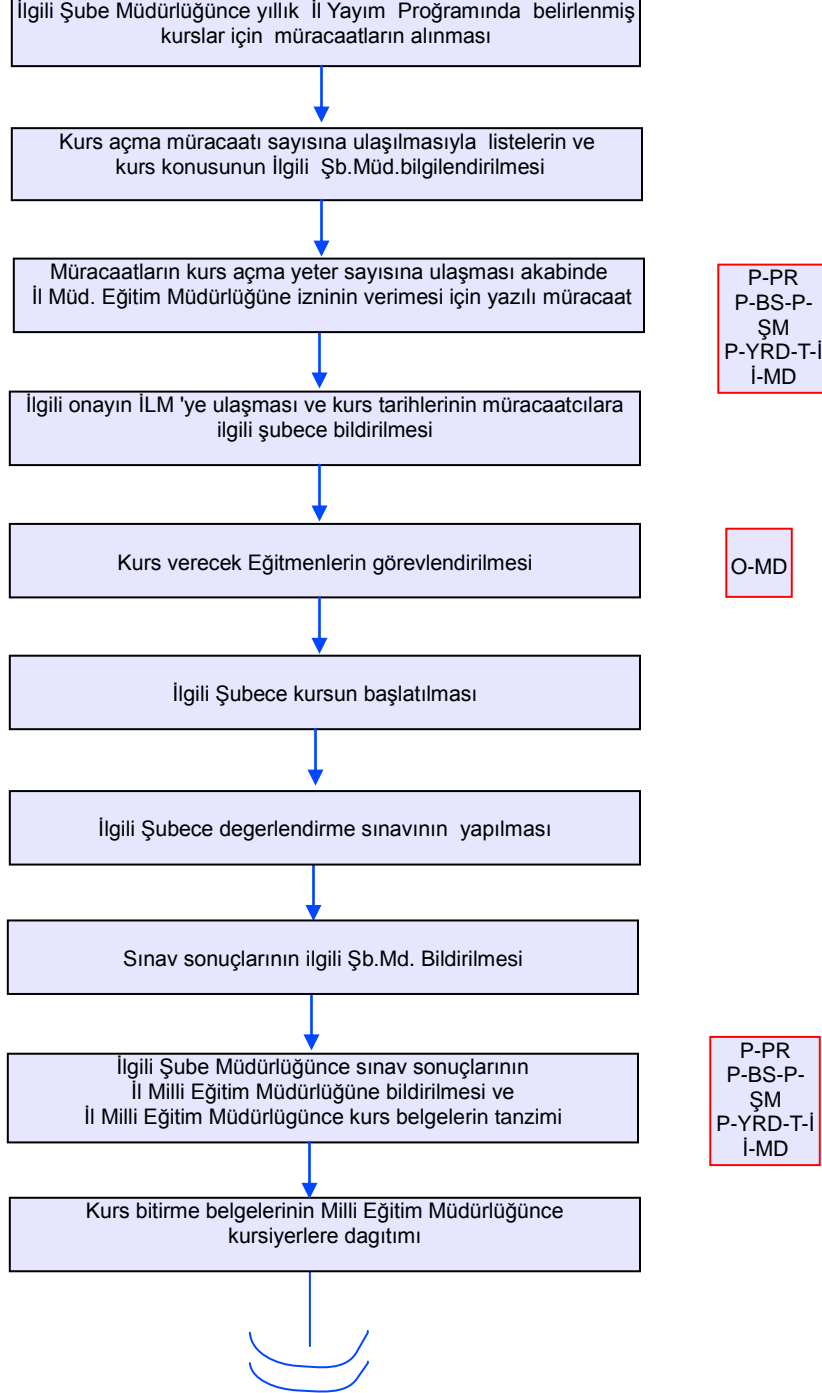 İlgili Şube Müdürlüğünce yıllık İl Yayım Proğramında belirlenmiş
kurslar için müracaatların alınması
Kurs açma müracaatı sayısına ulaşılmasıyla listelerin ve
kurs konusunun İlgili Şb.Müd.bilgilendirilmesi
Müracaatların kurs açma yeter sayısına ulaşması akabinde
İl Müd. Eğitim Müdürlüğüne izninin verimesi için yazılı müracaat
P-PR
P-BS-P-
ŞM
P-YRD-T-İ
İ-MD
İlgili onayın İLM 'ye ulaşması ve kurs tarihlerinin müracaatcılara
ilgili şubece bildirilmesi
Kurs verecek Eğitmenlerin görevlendirilmesi
O-MD
İlgili Şubece kursun başlatılması
İlgili Şubece degerlendirme sınavının yapılması
Sınav sonuçlarının ilgili Şb.Md. Bildirilmesi
İlgili Şube Müdürlüğünce sınav sonuçlarının
İl Milli Eğitim Müdürlüğüne bildirilmesi ve
İl Milli Eğitim Müdürlügünce kurs belgelerin tanzimi
P-PR
P-BS-P-
ŞM
P-YRD-T-İ
İ-MD
Kurs bitirme belgelerinin Milli Eğitim Müdürlüğünce
kursiyerlere dagıtımı